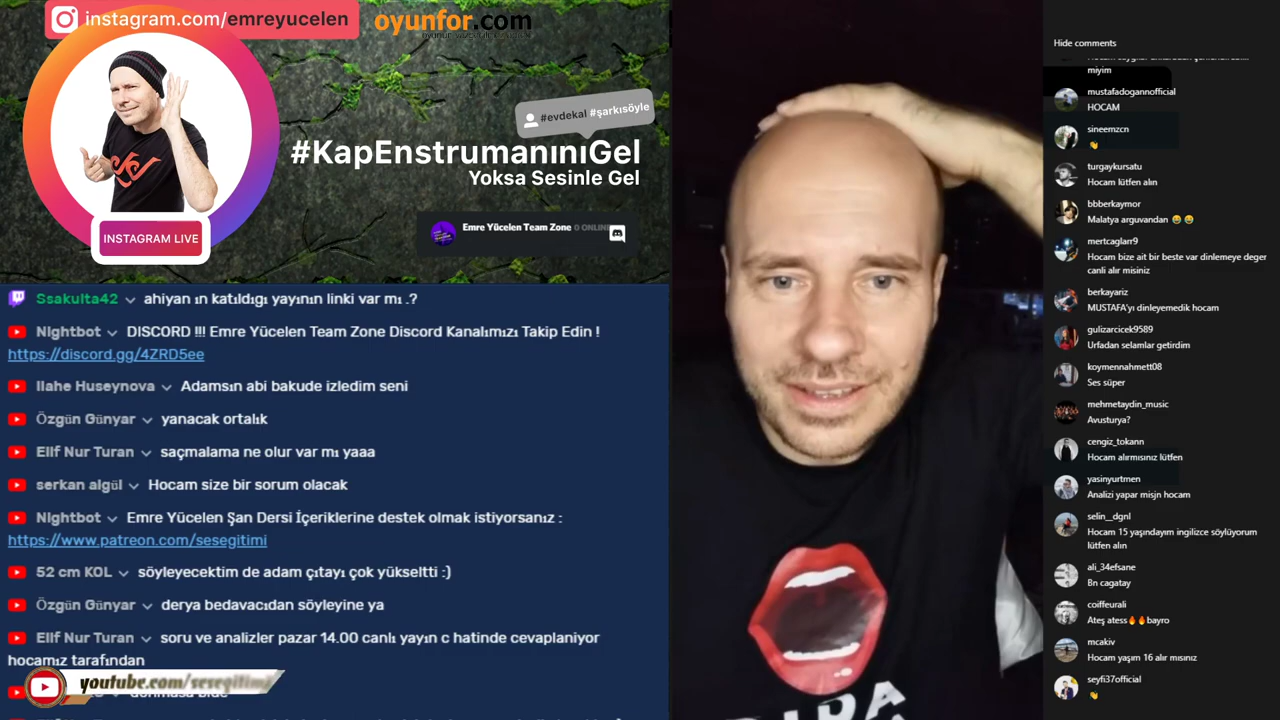 instagram.com/emreyucelen
oyunfor.com
#evdekal #şarkısöyle
#KapEnstrumanınıGel
Yoksa Sesinle Gel
INSTAGRAM LIVE
Emre Yücelen Team Zone 0 ONLINE
Ssakulta42 ahiyan ın katıldıgı yayının linki var mı .?
Nightbot DISCORD !!! Emre Yücelen Team Zone Discord Kanalımızı Takip Edin !
https://discord.gg/4ZRD5ee
Ilahe Huseynova Adamsın abi bakude izledim seni
Özgün Günyar yanacak ortalık
Elif Nur Turan saçmalama ne olur var mı yaaa
serkan algül Hocam size bir sorum olacak
Nightbot Emre Yücelen Şan Dersi İçeriklerine destek olmak istiyorsanız :
https://www.patreon.com/sesegitimi
52 cm KOL söyleyecektim de adam çıtayı çok yükseltti :)
Özgün Günyar derya bedavacıdan söyleyine ya
Elif Nur Turan soru ve analizler pazar 14.00 canlı yayın c hatinde cevaplaniyor
hocamız tarafından
youtube.com/sesegitimi
Hide comments
miyim
mustafadogannofficial
HOCAM
sineemzcn
👏
turgaykursatu
Hocam lütfen alın
bbberkaymor
Malatya arguvandan 😂 😂
mertcaglarr9
Hocam bize ait bir beste var dinlemeye deger
canli alır misiniz
berkayariz
MUSTAFA'yı dinleyemedik hocam
gulizarcicek9589
Urfadan selamlar getirdim
koymennahmett08
Ses süper
mehmetaydin_music
Avusturya?
cengiz_tokann
Hocam alırmısınız lütfen
yasinyurtmen
Analizi yapar misjn hocam
selin__dgnl
Hocam 15 yaşındayım ingilizce söylüyorum
lütfen alın
ali_34efsane
Bn cagatay
coiffeurali
Ateş atess🔥🔥bayro
mcakiv
Hocam yaşım 16 alır mısınız
seyfi37official
👏